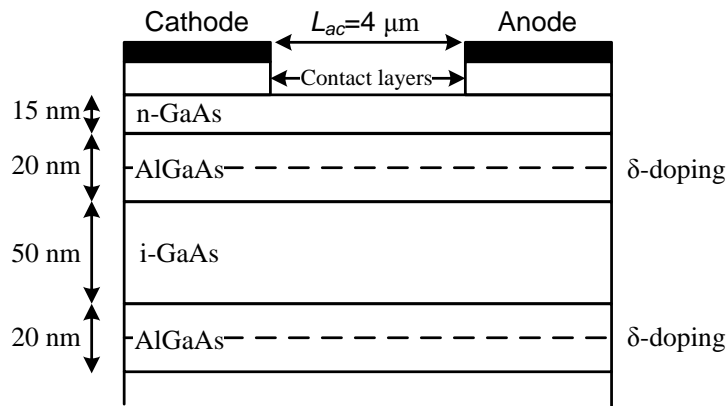 Cathode
L_ac=4 μm
Anode
Contact layers
15 nm
n-GaAs
20 nm
AlGaAs
δ-doping
50 nm
i-GaAs
20 nm
AlGaAs
δ-doping